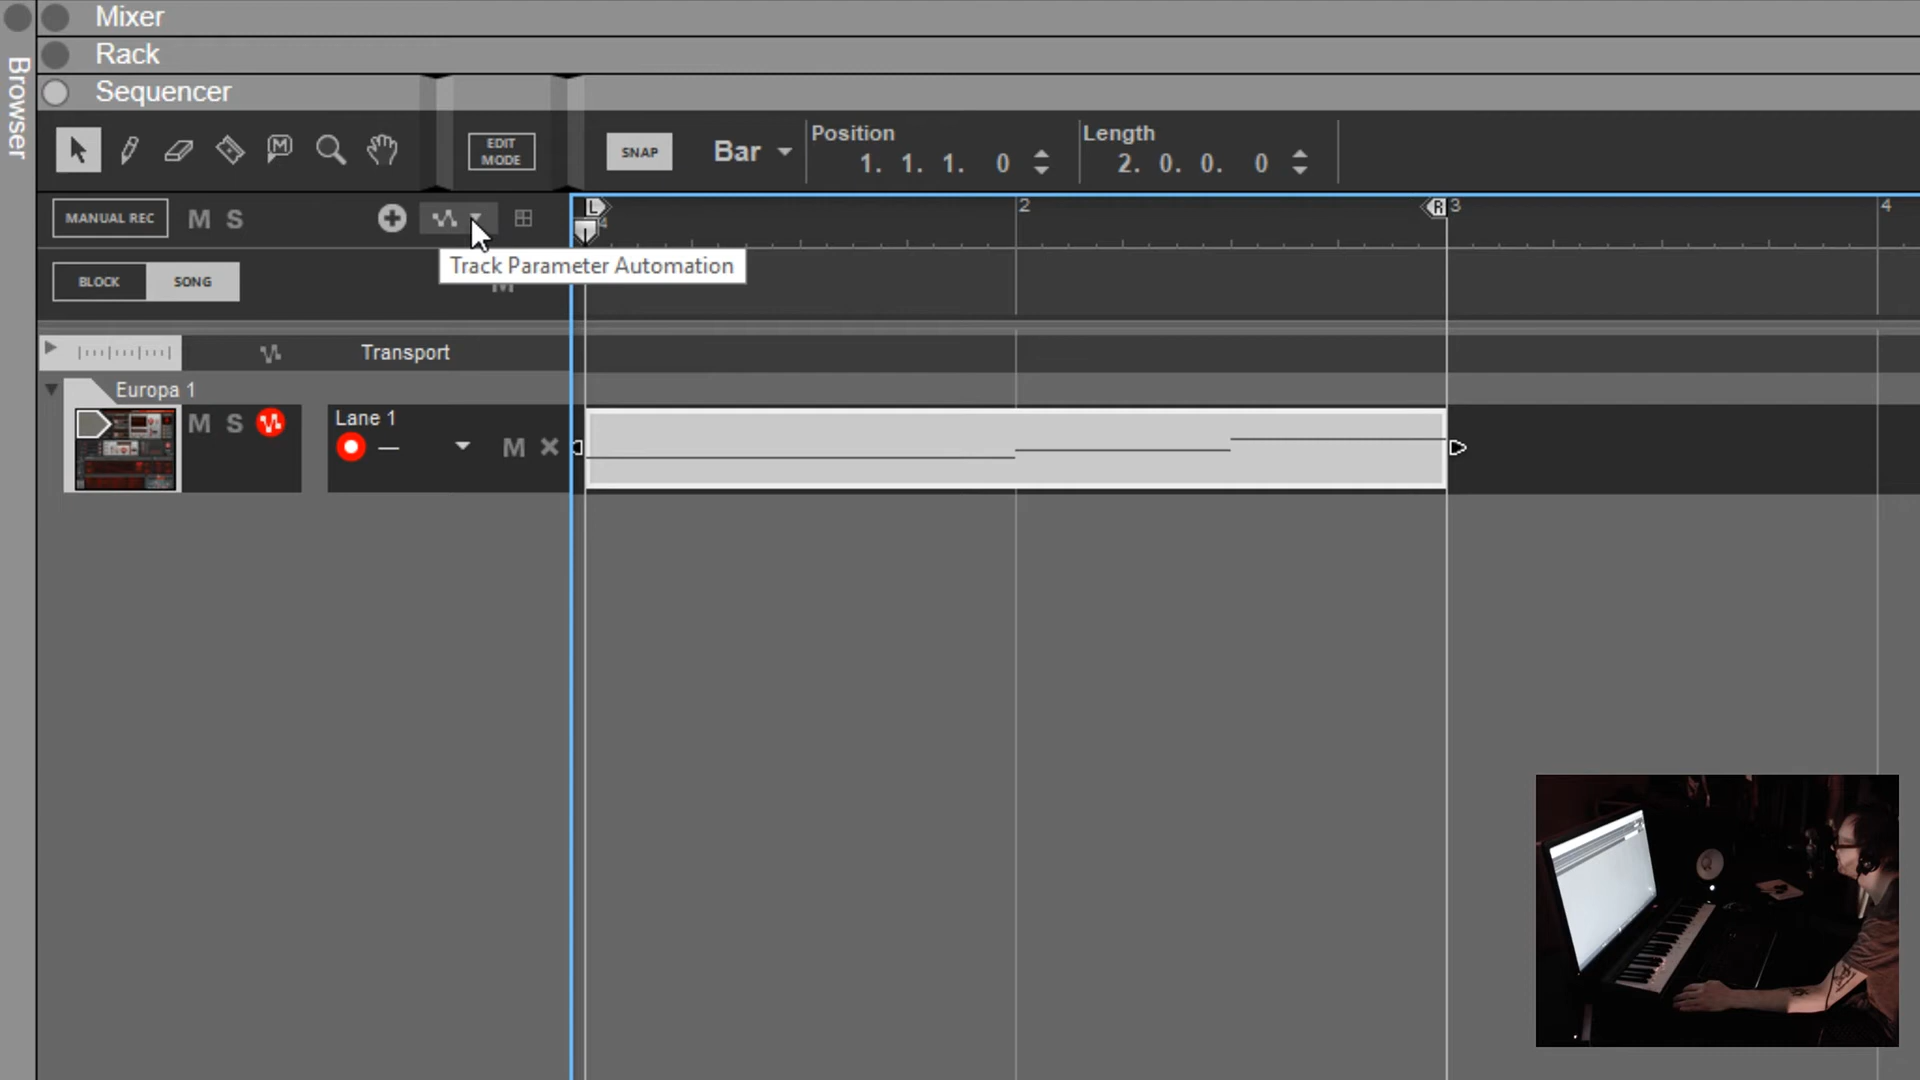 Mixer
Rack
Sequencer
Browser
EDIT MODE
SNAP
Bar
Position
1. 1. 1. 0
Length
2. 0. 0. 0
MANUAL REC
M S
L
2
R
3
4
4
Track Parameter Automation
BLOCK
SONG
M
Transport
Europa 1
M S
Lane 1
M